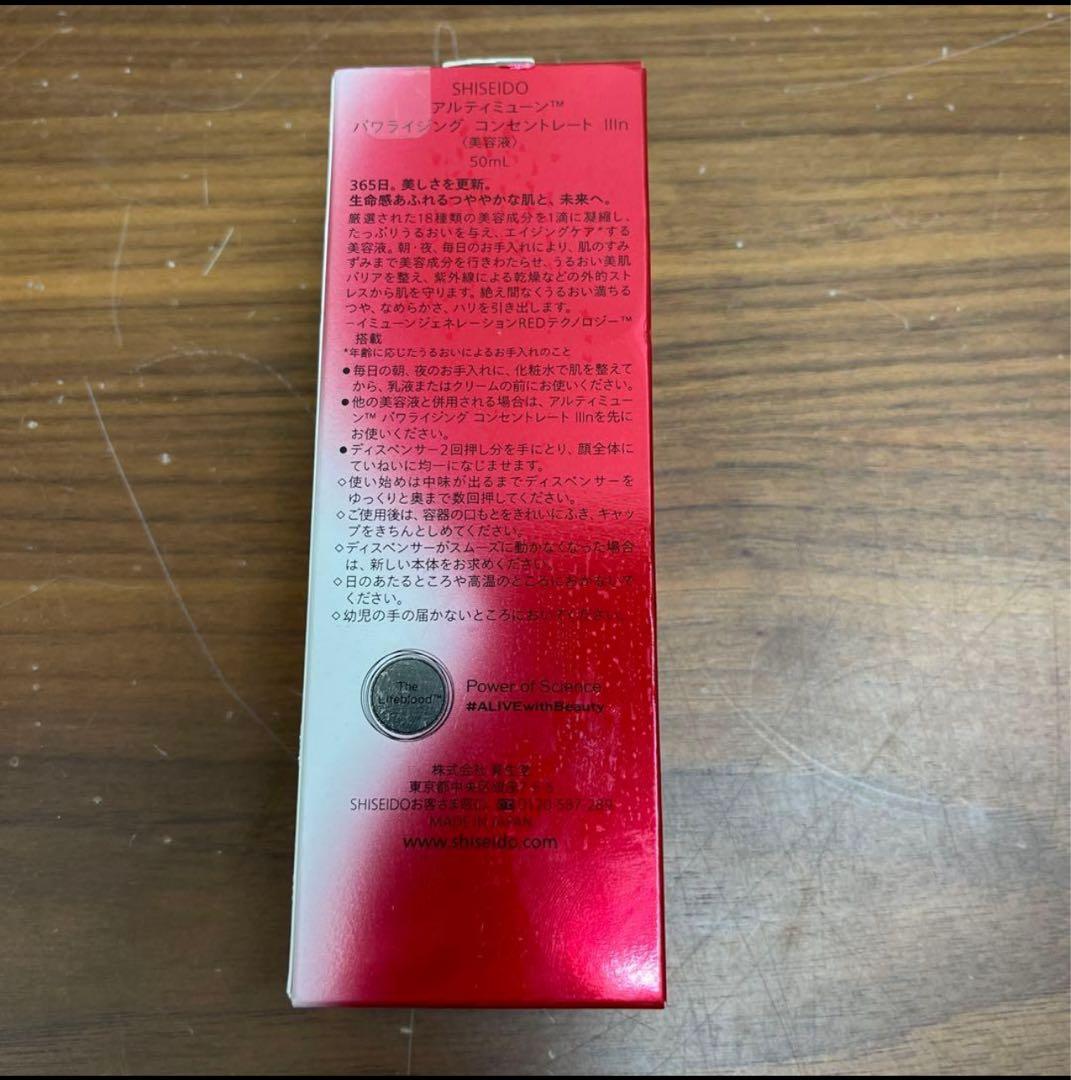 SHISEIDO
アルティミューン™
パワライジング コンセントレート IIIn
〈美容液〉
50mL
365日。美しさを更新。
生命感あふれるつややかな肌と、未来へ。
厳選された18種類の美容成分を1滴に凝縮し、
たっぷりうるおいを与え、エイジングケア*する
美容液。朝・夜、毎日のお手入れにより、肌のすみ
ずみまで美容成分を行きわたらせ、うるおい美肌
バリアを整え、紫外線による乾燥などの外的スト
レスから肌を守ります。絶え間なくうるおい満ちる
つや、なめらかさ、ハリを引き出します。
−イミューンジェネレーションREDテクノロジー™
搭載
*年齢に応じたうるおいによるお手入れのこと
●毎日の朝、夜のお手入れに、化粧水で肌を整えて
から、乳液またはクリームの前にお使いください。
●他の美容液と併用される場合は、アルティミュー
ン™ パワライジング コンセントレート IIInを先に
お使いください。
●ディスペンサー2回押し分を手にとり、顔全体に
ていねいに均一になじませます。
◇使い始めは中味が出るまでディスペンサーを
ゆっくりと奥まで数回押してください。
◇ご使用後は、容器の口もとをきれいにふき、キャッ
プをきちんとしめてください。
◇ディスペンサーがスムーズに動かなくなった場合
は、新しい本体をお求めください。
◇日のあたるところや高温のところにおかないで
ください。
◇幼児の手の届かないところにおいてください。
The
Lifeblood™
Power of Science
#ALIVEwithBeauty
株式会社 資生堂
東京都中央区銀座7-5-5
SHISEIDOお客さま窓口 0120-587-289
MADE IN JAPAN
www.shiseido.com